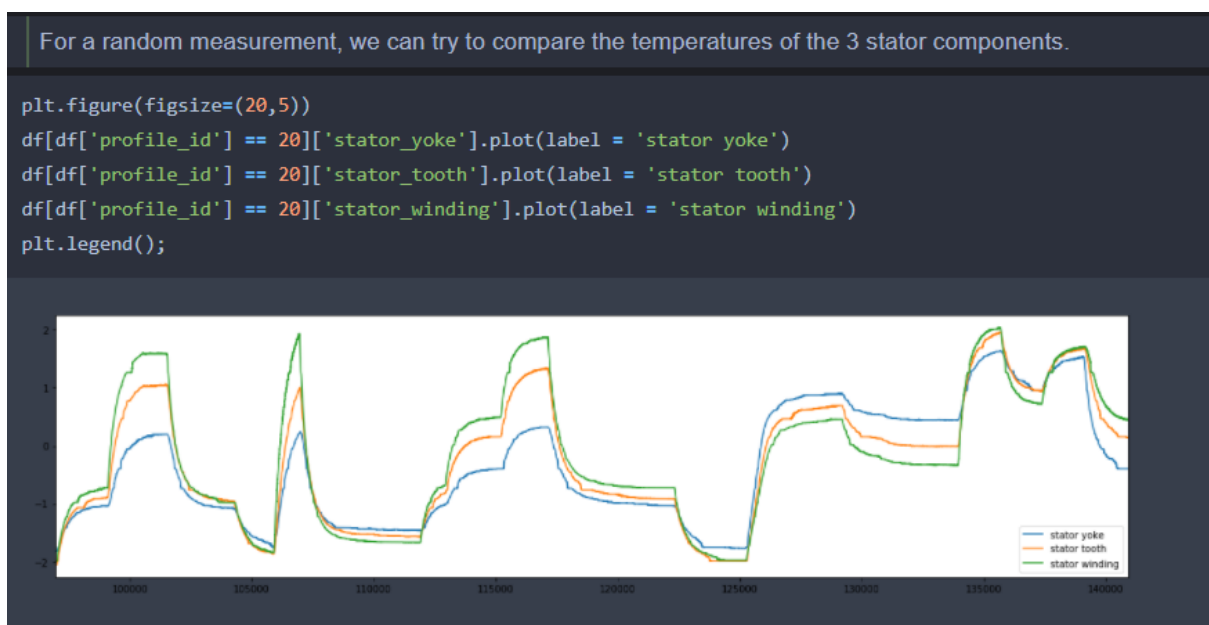 For a random measurement, we can try to compare the temperatures of the 3 stator components.
plt.figure(figsize=(20,5))
df[df['profile_id'] == 20]['stator_yoke'].plot(label = 'stator yoke')
df[df['profile_id'] == 20]['stator_tooth'].plot(label = 'stator tooth')
df[df['profile_id'] == 20]['stator_winding'].plot(label = 'stator winding')
plt.legend();
2
1
0
−1
−2
stator yoke
stator tooth
stator winding
100000 105000 110000 115000 120000 125000 130000 135000 140000